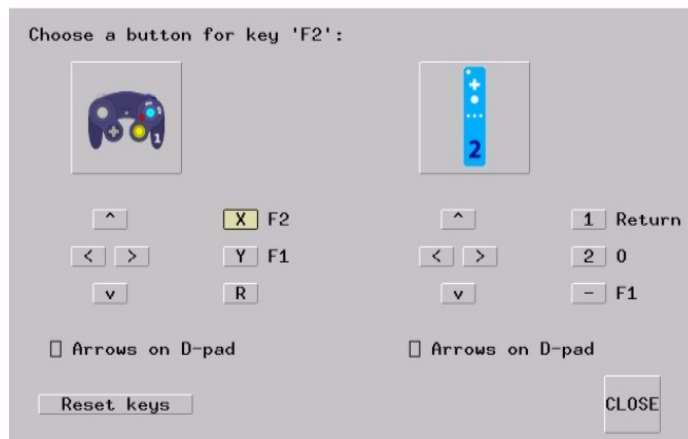 Choose a button for key 'F2':
1
2
^ X F2 ^ 1 Return
< > Y F1 < > 2 0
v R v - F1
Arrows on D-pad Arrows on D-pad
Reset keys CLOSE